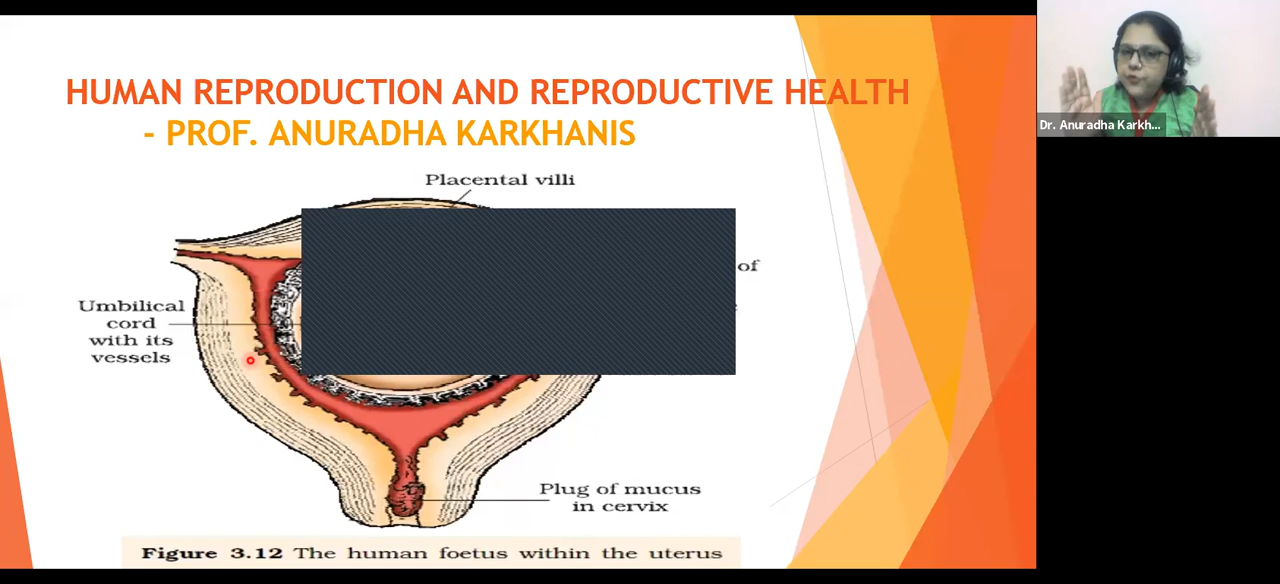 HUMAN REPRODUCTION AND REPRODUCTIVE HEALTH
- PROF. ANURADHA KARKHANIS
Dr. Anuradha Karkh...
Placental villi
of
Umbilical
cord
with its
vessels
Plug of mucus
in cervix
Figure 3.12 The human foetus within the uterus